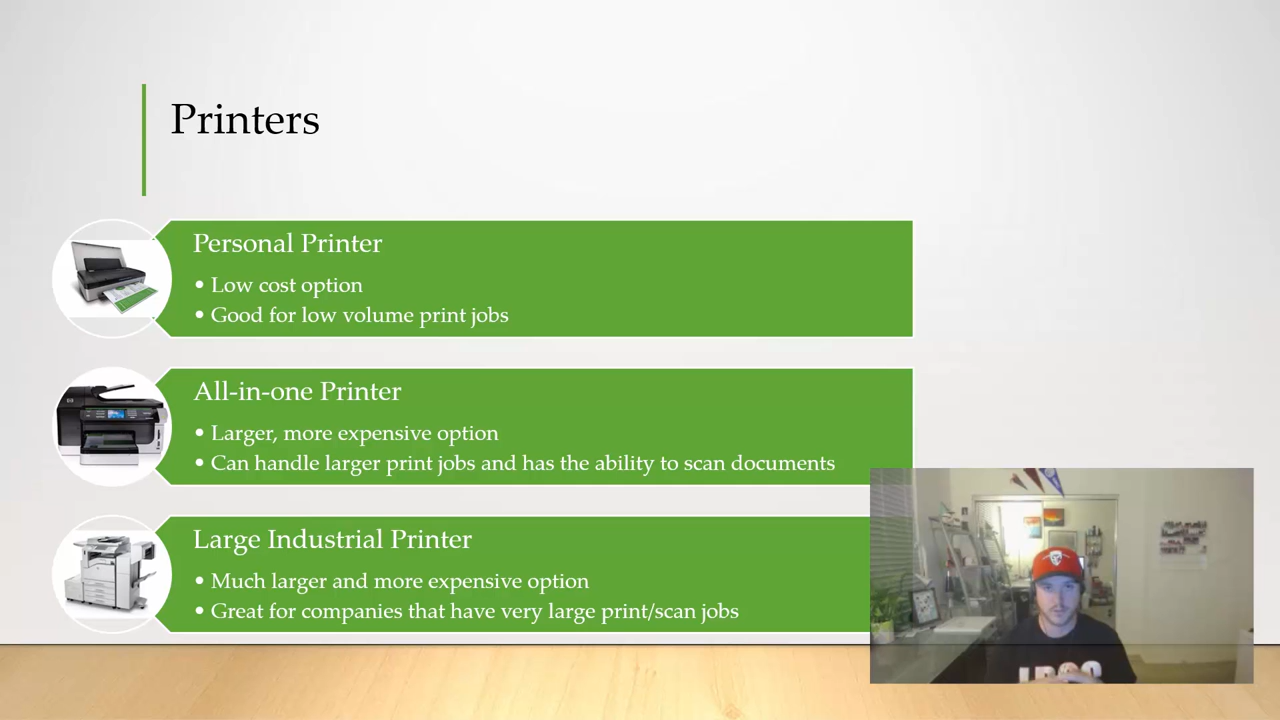 Printers
Personal Printer
• Low cost option
• Good for low volume print jobs
All-in-one Printer
• Larger, more expensive option
• Can handle larger print jobs and has the ability to scan documents
Large Industrial Printer
• Much larger and more expensive option
• Great for companies that have very large print/scan jobs